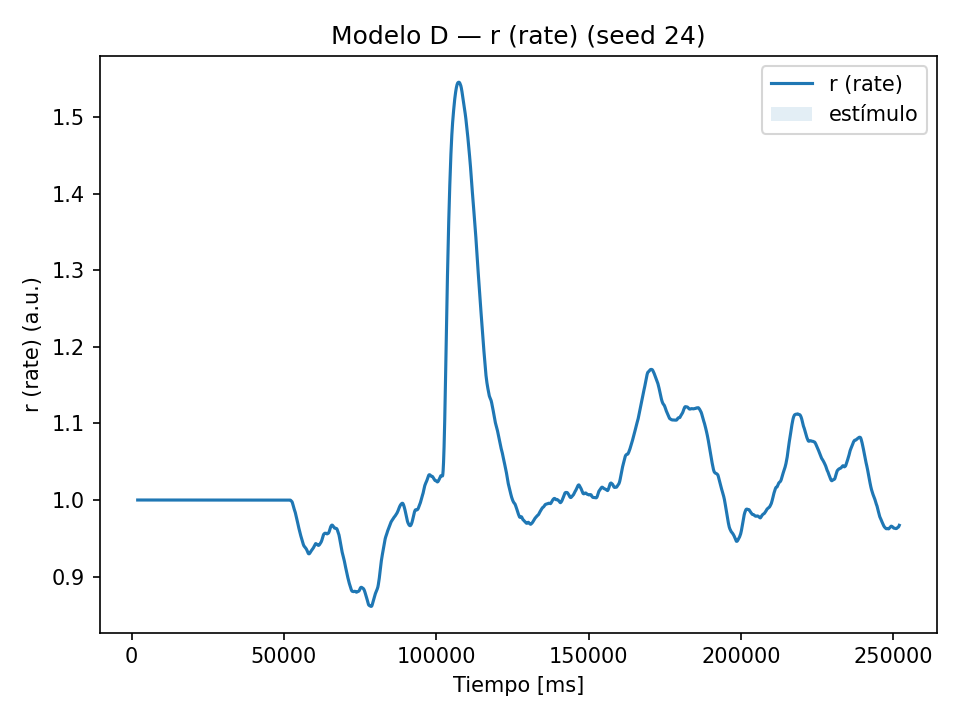 Modelo D — r (rate) (seed 24)
r (rate)
estímulo
r (rate) (a.u.)
1.5
1.4
1.3
1.2
1.1
1.0
0.9
0
50000
100000
150000
200000
250000
Tiempo [ms]